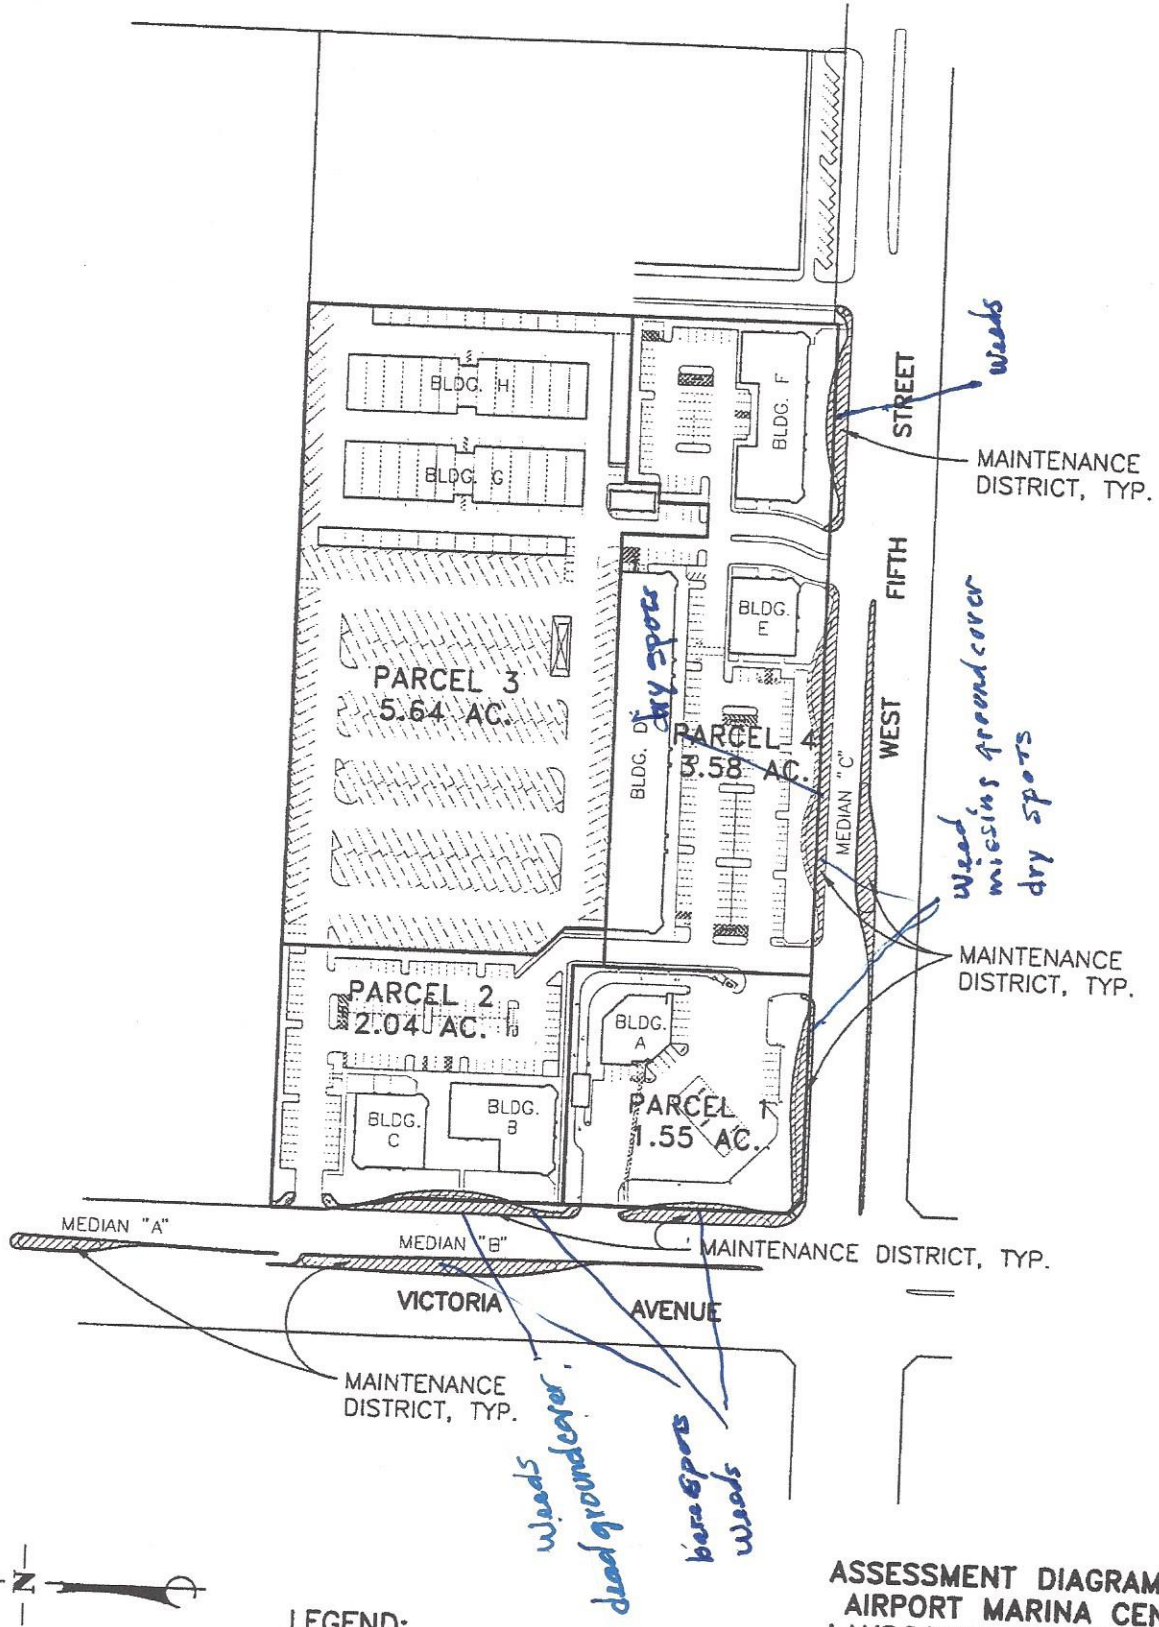 Weeds
STREET
MAINTENANCE
DISTRICT, TYP.
BLDG. H
BLDG. F
BLDG. G
FIFTH
BLDG.
E
dry spots
PARCEL 3
5.64 AC.
BLDG. D
PARCEL 4
3.58 AC.
MEDIAN "C"
WEST
Weed
missing groundcover
dry spots
MAINTENANCE
DISTRICT, TYP.
PARCEL 2
2.04 AC.
BLDG.
A
PARCEL 1
1.55 AC.
BLDG.
C
BLDG.
B
MEDIAN "A"
MEDIAN "B"
MAINTENANCE DISTRICT, TYP.
VICTORIA AVENUE
MAINTENANCE
DISTRICT, TYP.
Weeds
dead groundcover
bare spots
Weeds
N
LEGEND:
ASSESSMENT DIAGRAM
AIRPORT MARINA CEN